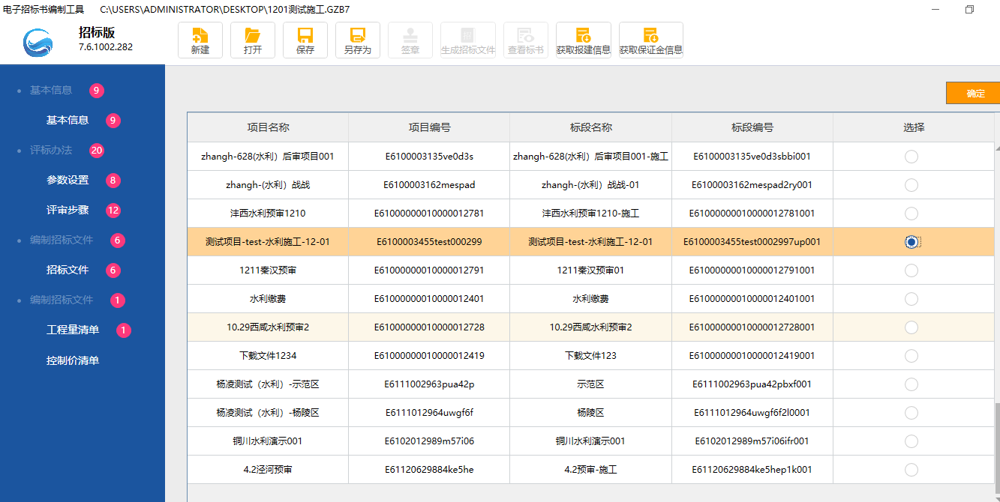 电子招标书编制工具 C:\USERS\ADMINISTRATOR\DESKTOP\1201测试施工.GZB7
招标版
7.6.1002.282
新建 打开 保存 另存为 签章 生成招标文件 查看标书 获取报建信息 获取保证金信息
基本信息 9
基本信息 9
评标办法 20
参数设置 8
评审步骤 12
编制招标文件 6
招标文件 6
编制招标文件 1
工程量清单 1
控制价清单
确定
项目名称 项目编号 标段名称 标段编号 选择
zhangh-628(水利）后审项目001 E6100003135ve0d3s zhangh-628(水利）后审项目001-施工 E6100003135ve0d3sbbi001
zhangh-(水利）战战 E6100003162mespad zhangh-(水利）战战-01 E6100003162mespad2ry001
沣西水利预审1210 E61000000010000012781 沣西水利预审1210-施工 E61000000010000012781001
测试项目-test-水利施工-12-01 E6100003455test000299 测试项目-test-水利施工-12-01 E6100003455test0002997up001
1211秦汉预审 E61000000010000012791 1211秦汉预审01 E61000000010000012791001
水利缴费 E61000000010000012401 水利缴费 E61000000010000012401001
10.29西咸水利预审2 E61000000010000012728 10.29西咸水利预审2 E61000000010000012728001
下载文件1234 E61000000010000012419 下载文件123 E61000000010000012419001
杨凌测试（水利）-示范区 E6111002963pua42p 示范区 E6111002963pua42pbxf001
杨凌测试（水利）-杨陵区 E6111012964uwgf6f 杨陵区 E6111012964uwgf6f2l0001
铜川水利演示001 E6102012989m57i06 铜川水利演示001 E6102012989m57i06ifr001
4.2泾河预审 E61120629884ke5he 4.2预审-施工 E61120629884ke5hep1k001